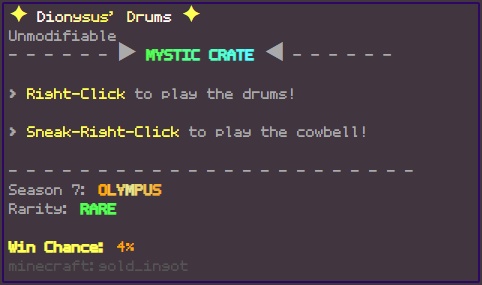 ✦ Dionysus' Drums ✦
Unmodifiable
- - - - - - ▶ MYSTIC CRATE ◀ - - - - - -
> Right-Click to play the drums!
> Sneak-Right-Click to play the cowbell!
- - - - - - - - - - - - - - - - - - - - - - - -
Season 7: OLYMPUS
Rarity: RARE
Win Chance: 4%
minecraft:gold_ingot